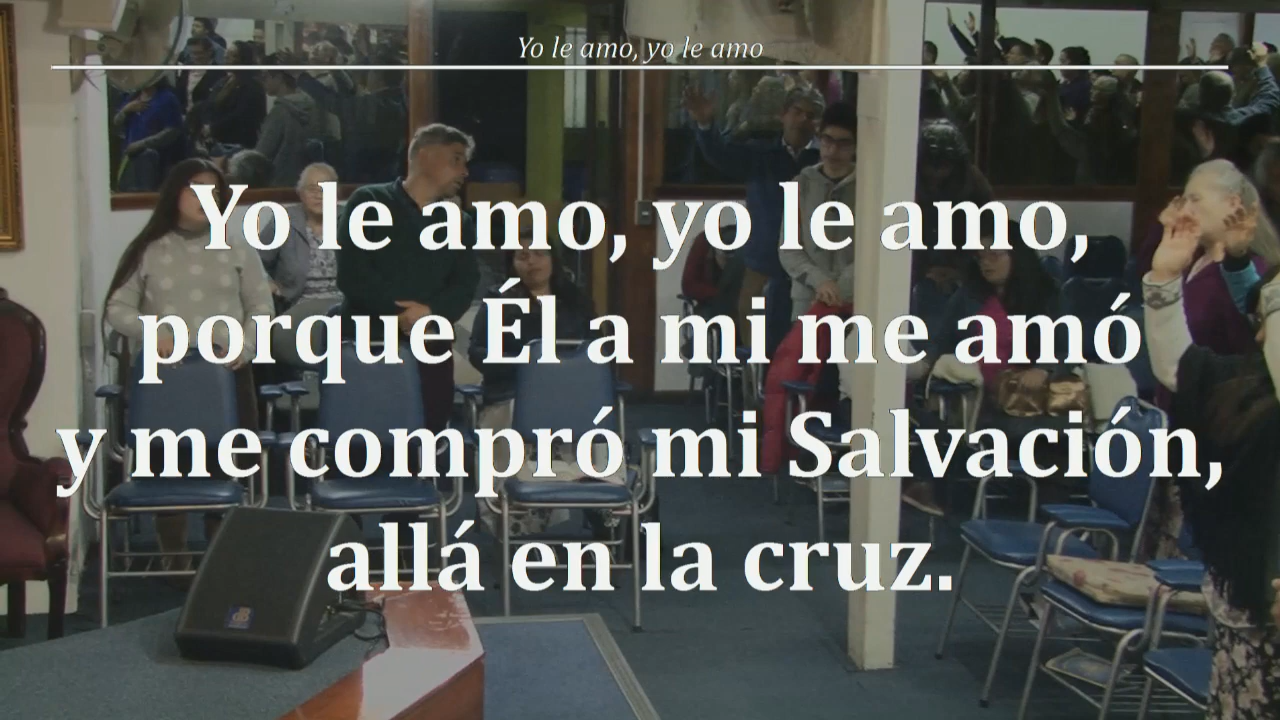 Yo le amo, yo le amo
Yo le amo, yo le amo,
porque Él a mi me amó
y me compró mi Salvación,
allá en la cruz.